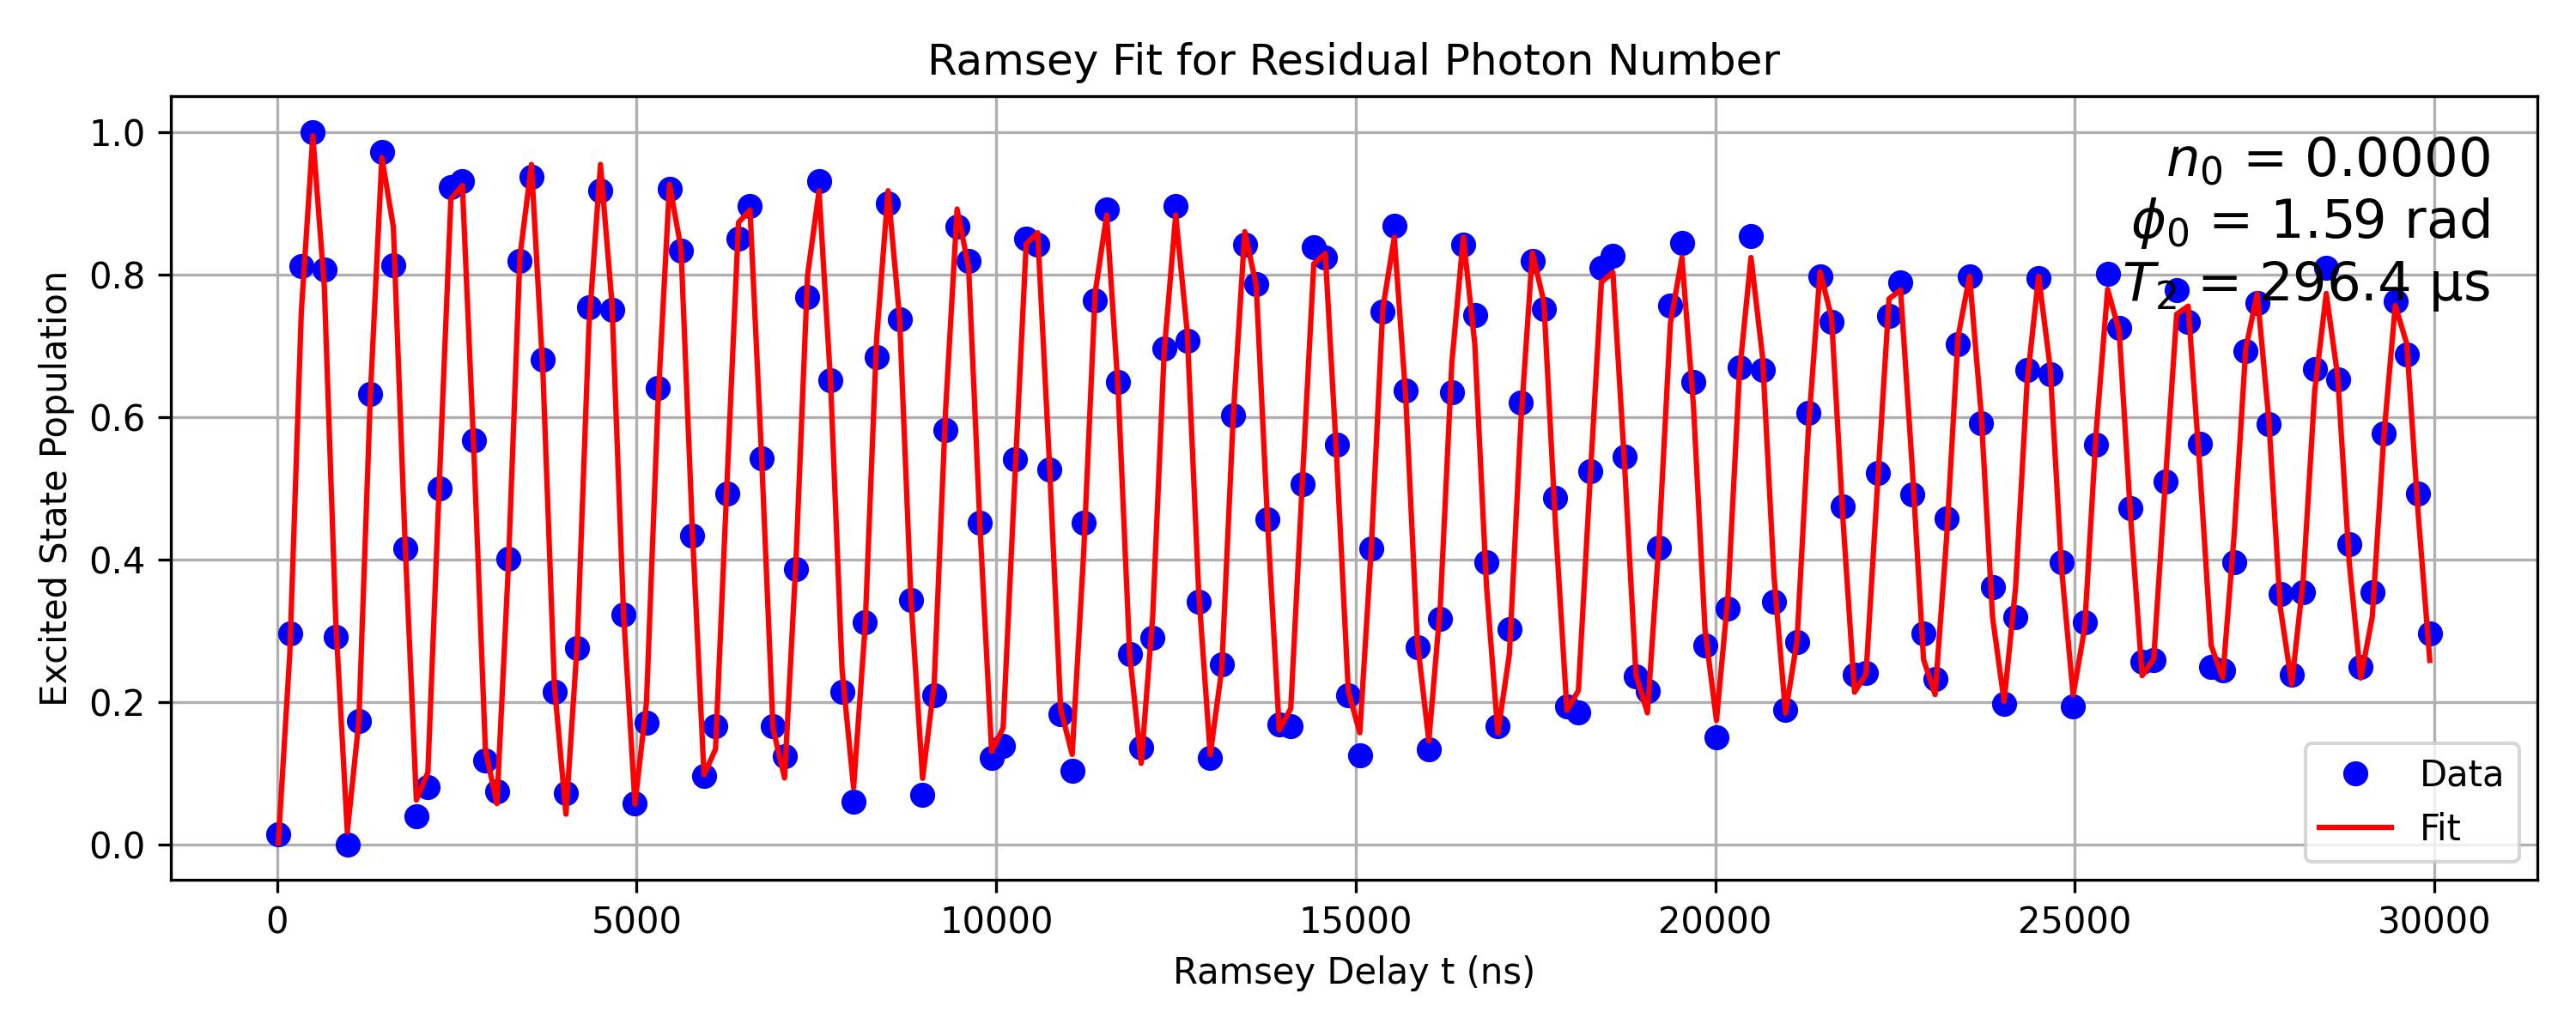 Ramsey Fit for Residual Photon Number
n₀ = 0.0000
ϕ₀ = 1.59 rad
T₂ = 296.4 μs
Excited State Population
1.0
0.8
0.6
0.4
0.2
0.0
Data
Fit
0 5000 10000 15000 20000 25000 30000
Ramsey Delay t (ns)